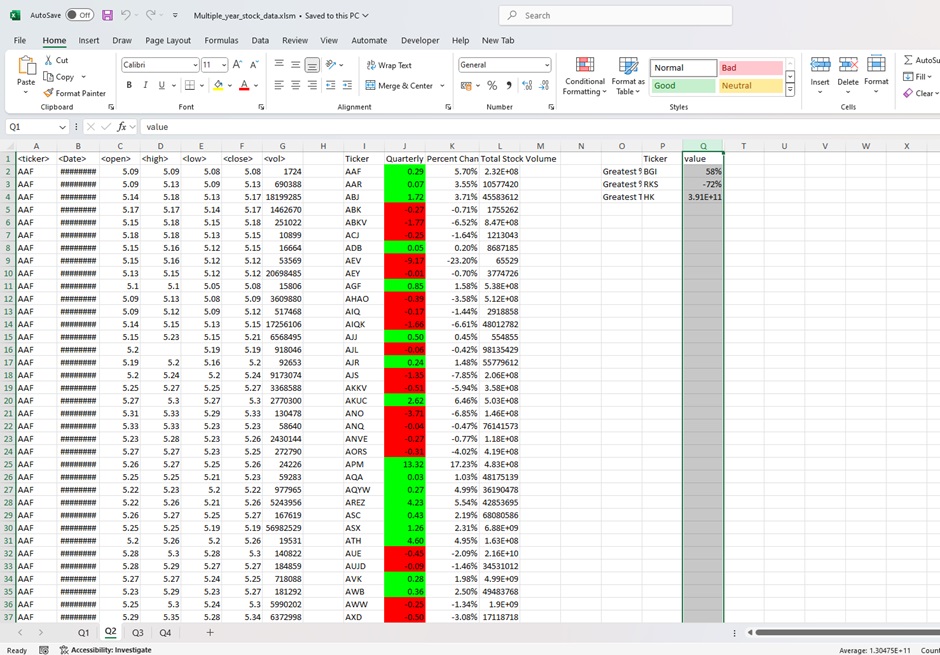 AutoSave Off Multiple_year_stock_data.xlsm • Saved to this PC Search
File Home Insert Draw Page Layout Formulas Data Review View Automate Developer Help New Tab
Paste Cut Copy Format Painter
Calibri 11 A A
B I U A
Wrap Text
Merge & Center
General
$ % 9
Conditional Formatting Format as Table
Normal Bad
Good Neutral
Insert Delete Format
AutoSu
Fill
Clear
Clipboard Font Alignment Number Styles Cells
Q1 fx value
A B C D E F G H I J K L M N O P Q T U V W X
1 <ticker> <Date> <open> <high> <low> <close> <vol> Ticker Quarterly Percent Chan Total Stock Volume Ticker value
2 AAF ######## 5.09 5.09 5.08 5.08 1724 AAF 0.29 5.70% 2.32E+08 Greatest % BGI 58%
3 AAF ######## 5.09 5.13 5.09 5.13 690388 AAR 0.07 3.55% 10577420 Greatest % RKS -72%
4 AAF ######## 5.14 5.18 5.13 5.17 18199285 ABJ 1.72 3.71% 45583612 Greatest T HK 3.91E+11
5 AAF ######## 5.17 5.17 5.14 5.17 1462670 ABK -0.27 -0.71% 1755262
6 AAF ######## 5.15 5.18 5.15 5.18 251022 ABKV -1.77 -6.52% 8.47E+08
7 AAF ######## 5.18 5.18 5.13 5.15 10899 ACJ -0.25 -1.64% 1213043
8 AAF ######## 5.15 5.16 5.12 5.15 16664 ADB 0.05 0.20% 8687185
9 AAF ######## 5.15 5.16 5.12 5.12 53569 AEV -9.17 -23.20% 65529
10 AAF ######## 5.13 5.15 5.12 5.12 20698485 AEY -0.01 -0.70% 3774726
11 AAF ######## 5.1 5.1 5.05 5.08 15806 AGF 0.85 1.58% 5.38E+08
12 AAF ######## 5.09 5.13 5.08 5.09 3609880 AHAO -0.39 -3.58% 5.12E+08
13 AAF ######## 5.09 5.12 5.09 5.12 517468 AIQ -0.17 -1.44% 2918858
14 AAF ######## 5.14 5.15 5.13 5.15 17256106 AIQK -1.66 -6.61% 48012782
15 AAF ######## 5.15 5.23 5.15 5.21 6568495 AJJ 0.50 0.45% 554855
16 AAF ######## 5.2 5.19 5.19 918046 AJL -0.06 -0.42% 98135429
17 AAF ######## 5.19 5.2 5.16 5.2 92653 AJR 0.24 1.48% 55779612
18 AAF ######## 5.2 5.24 5.2 5.24 9173074 AJS -1.35 -7.85% 2.06E+08
19 AAF ######## 5.25 5.27 5.25 5.27 3368588 AKKV -0.51 -5.94% 3.58E+08
20 AAF ######## 5.27 5.3 5.27 5.3 2770300 AKUC 2.62 6.46% 5.03E+08
21 AAF ######## 5.31 5.33 5.29 5.33 130478 ANO -3.71 -6.85% 1.46E+08
22 AAF ######## 5.33 5.33 5.23 5.23 58640 ANQ -0.04 -0.47% 76141573
23 AAF ######## 5.23 5.28 5.23 5.26 2430144 ANVE -0.27 -0.77% 1.18E+08
24 AAF ######## 5.27 5.27 5.23 5.25 272790 AORS -0.31 -4.02% 4.19E+08
25 AAF ######## 5.26 5.27 5.25 5.26 24226 APM 13.32 17.23% 4.83E+08
26 AAF ######## 5.25 5.25 5.21 5.23 59283 AQA 0.03 1.03% 48175139
27 AAF ######## 5.22 5.23 5.2 5.22 977965 AQYW 0.27 4.99% 36190478
28 AAF ######## 5.22 5.26 5.21 5.26 5243956 AREZ 4.23 5.54% 42853695
29 AAF ######## 5.26 5.27 5.25 5.27 167619 ASC 0.43 2.19% 68080586
30 AAF ######## 5.25 5.25 5.19 5.19 56982529 ASX 1.26 2.31% 6.88E+09
31 AAF ######## 5.2 5.26 5.2 5.26 19531 ATH 4.60 4.95% 1.63E+08
32 AAF ######## 5.28 5.3 5.28 5.3 140822 AUE -0.45 -2.09% 2.16E+10
33 AAF ######## 5.28 5.29 5.27 5.27 184859 AUJD -0.09 -1.46% 34531012
34 AAF ######## 5.27 5.27 5.24 5.25 718088 AVK 0.28 1.98% 4.99E+09
35 AAF ######## 5.23 5.29 5.23 5.27 181292 AWB 0.36 2.50% 49483768
36 AAF ######## 5.25 5.3 5.24 5.3 5990202 AWW -0.25 -1.34% 1.9E+09
37 AAF ######## 5.29 5.35 5.28 5.34 6372998 AXD -0.50 -3.08% 17118718
Q1 Q2 Q3 Q4 +
Ready Accessibility: Investigate Average: 1.30475E+11 Count